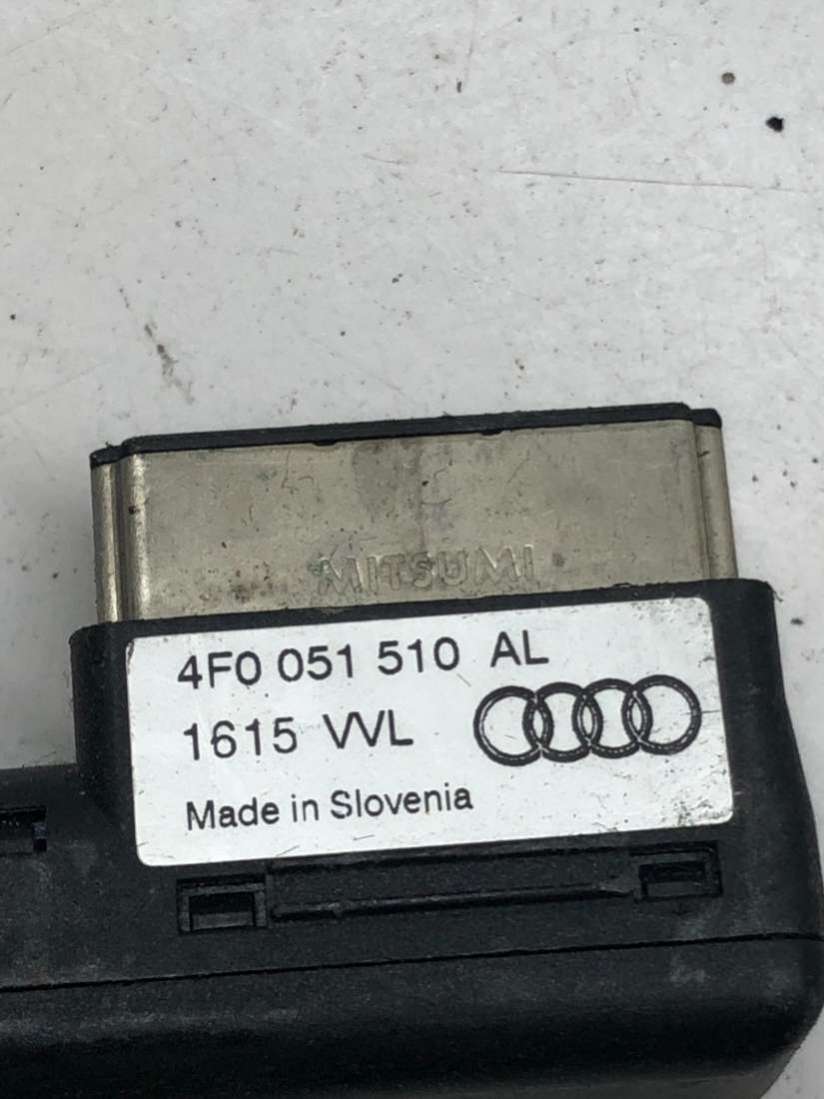 MITSUMI
4F0 051 510 AL
1615 VVL
Made in Slovenia